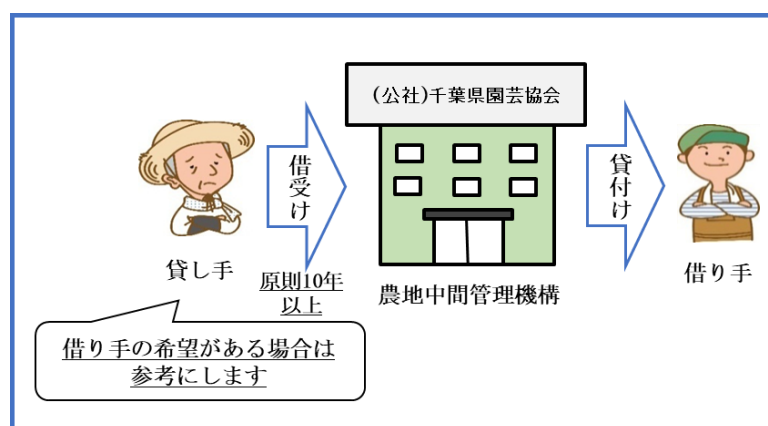 (公社)千葉県園芸協会
借受け
貸付け
貸し手
原則10年
以上
農地中間管理機構
借り手
借り手の希望がある場合は
参考にします